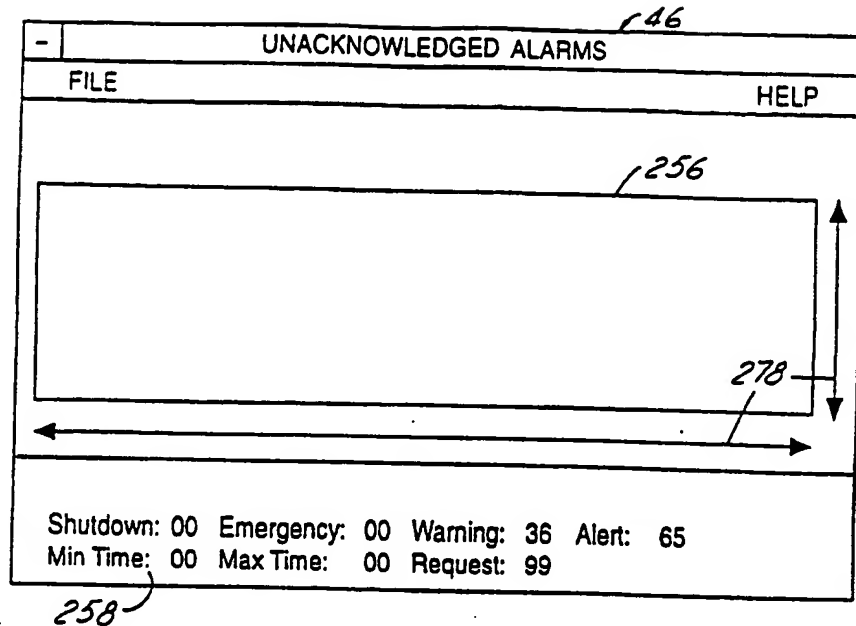 46
- UNACKNOWLEDGED ALARMS
FILE HELP
256
278
Shutdown: 00 Emergency: 00 Warning: 36 Alert: 65
Min Time: 00 Max Time: 00 Request: 99
258